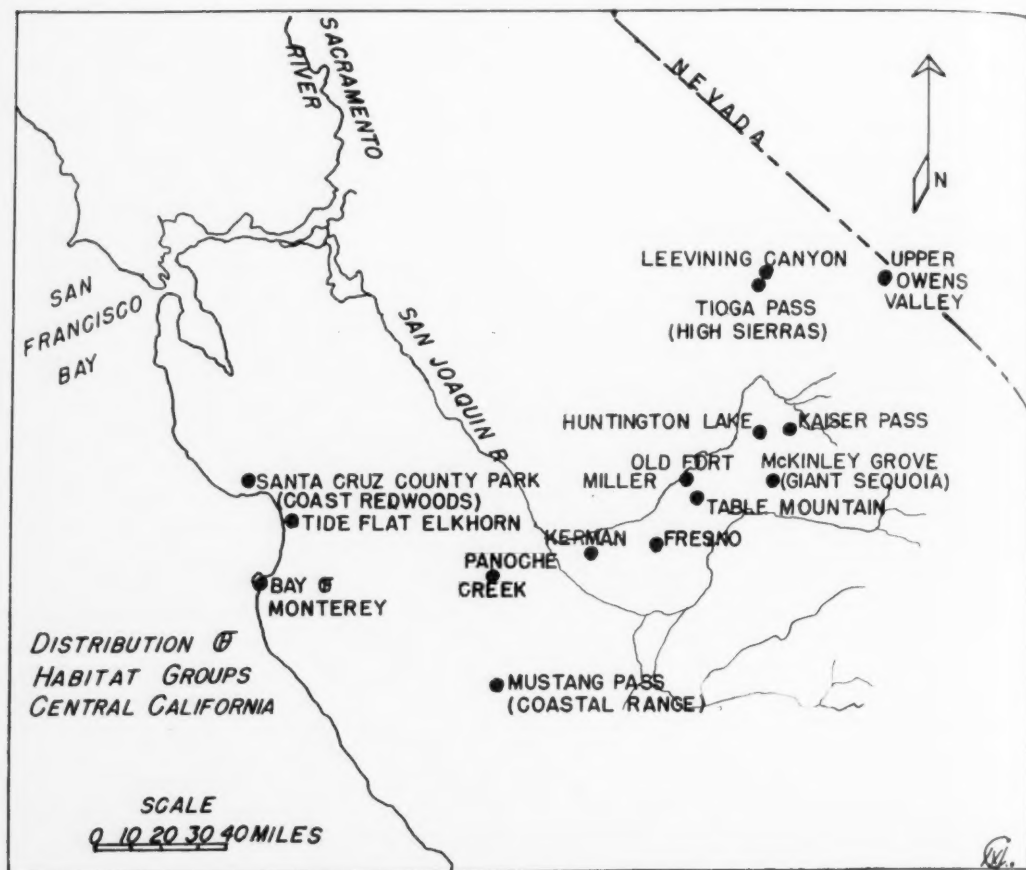 SACRAMENTO
RIVER
NEVADA
N
LEEVINING CANYON
TIOGA PASS
(HIGH SIERRAS)
UPPER
OWENS
VALLEY
SAN
FRANCISCO
BAY
SAN JOAQUIN R
HUNTINGTON LAKE
KAISER PASS
OLD FORT
MILLER
McKINLEY GROVE
(GIANT SEQUOIA)
TABLE MOUNTAIN
SANTA CRUZ COUNTY PARK
(COAST REDWOODS)
TIDE FLAT ELKHORN
KERMAN
FRESNO
PANOCHE
CREEK
BAY OF
MONTEREY
DISTRIBUTION OF
HABITAT GROUPS
CENTRAL CALIFORNIA
MUSTANG PASS
(COASTAL RANGE)
SCALE
0 10 20 30 40 MILES